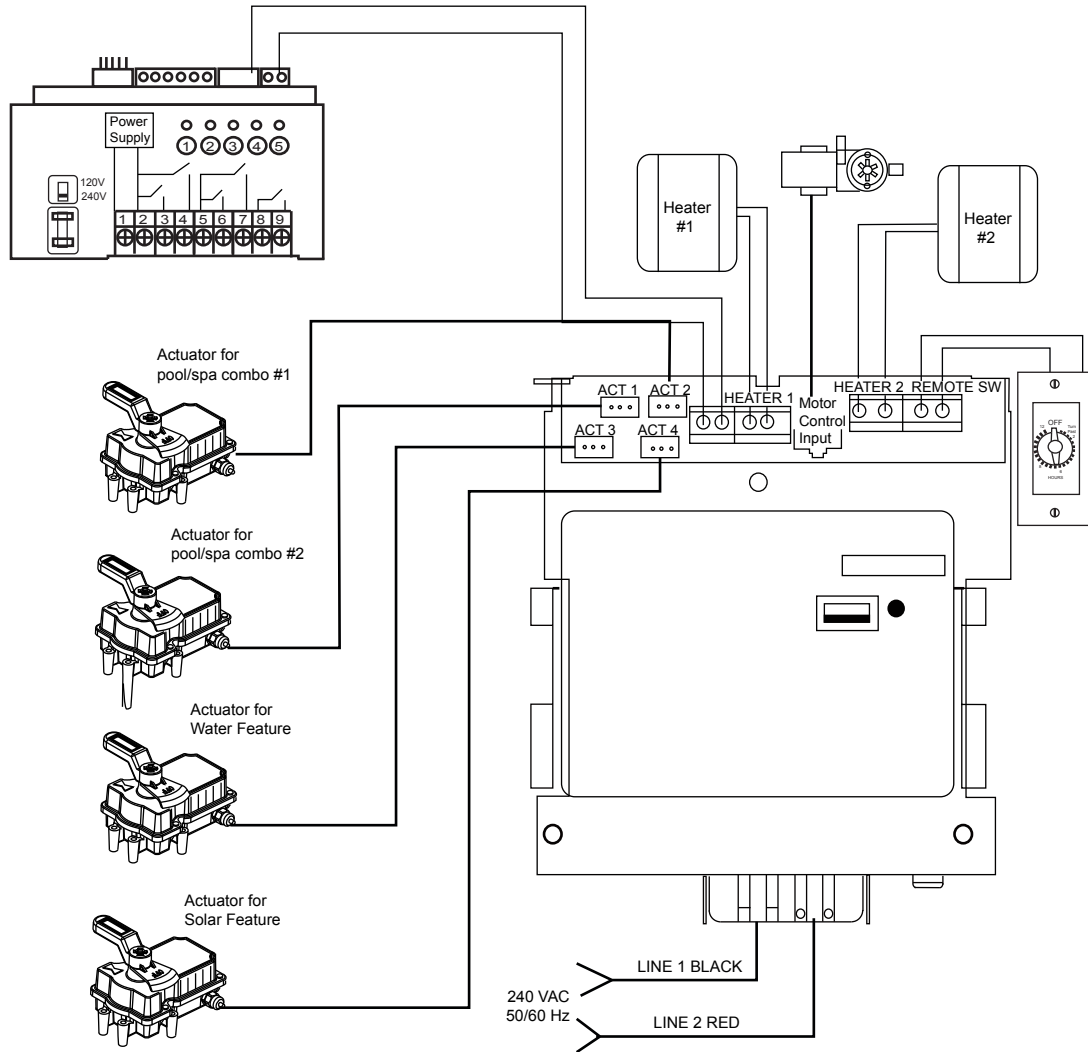 Power
Supply
1 2 3 4 5
120V
240V
1 2 3 4 5 6 7 8 9
Heater
#1
Heater
#2
Actuator for
pool/spa combo #1
ACT 1 ACT 2
HEATER 1
Motor
Control
Input
HEATER 2 REMOTE SW
ACT 3 ACT 4
OFF
12
HOURS
Actuator for
pool/spa combo #2
Actuator for
Water Feature
Actuator for
Solar Feature
LINE 1 BLACK
240 VAC
50/60 Hz
LINE 2 RED